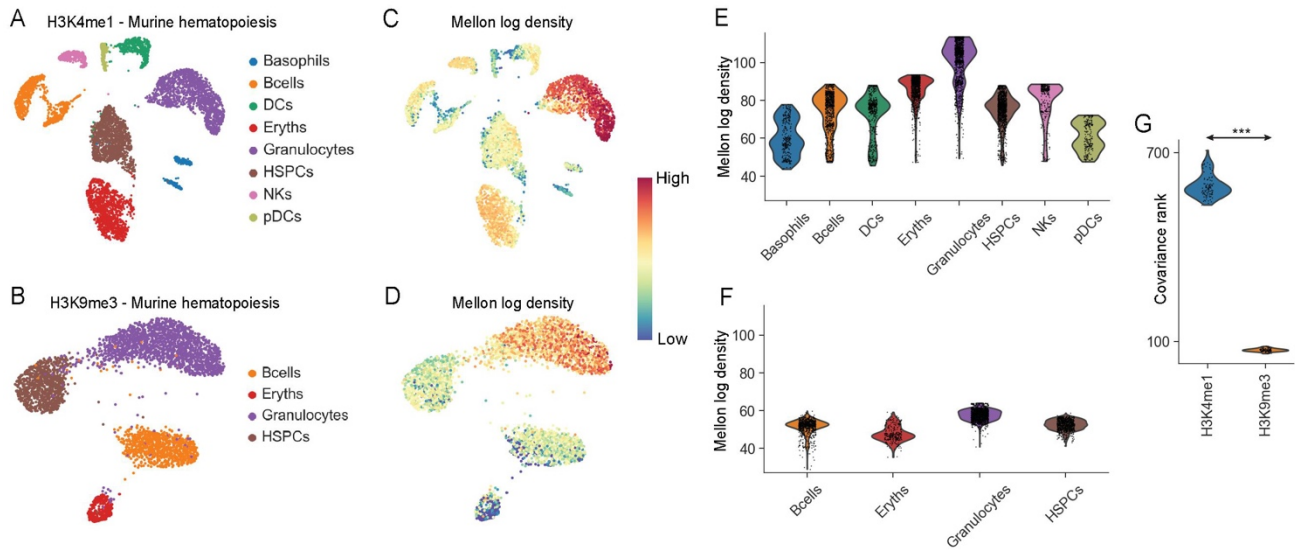 A
H3K4me1 - Murine hematopoiesis
Basophils
Bcells
DCs
Eryths
Granulocytes
HSPCs
NKs
pDCs
B
H3K9me3 - Murine hematopoiesis
Bcells
Eryths
Granulocytes
HSPCs
C
Mellon log density
High
Low
D
Mellon log density
E
Mellon log density
100
80
60
40
Basophils
Bcells
DCs
Eryths
Granulocytes
HSPCs
NKs
pDCs
F
Mellon log density
100
80
60
40
Bcells
Eryths
Granulocytes
HSPCs
G
***
Covariance rank
700
100
H3K4me1
H3K9me3